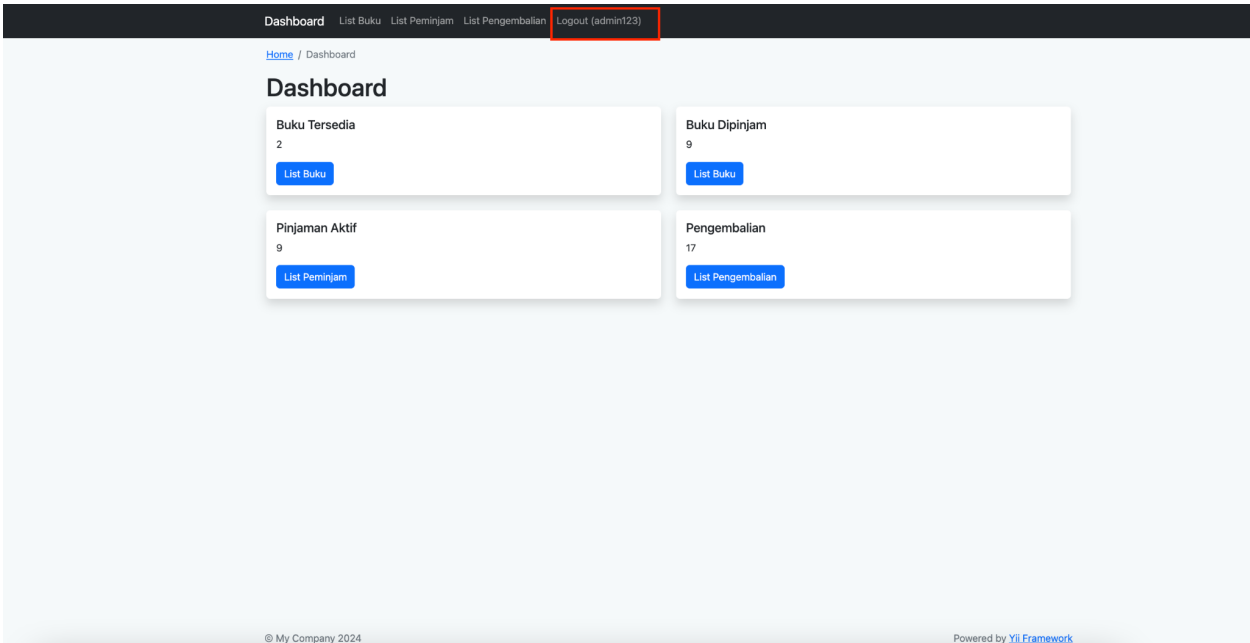 Dashboard List Buku List Peminjam List Pengembalian Logout (admin123)
Home / Dashboard
Dashboard
Buku Tersedia
2
List Buku
Buku Dipinjam
9
List Buku
Pinjaman Aktif
9
List Peminjam
Pengembalian
17
List Pengembalian
© My Company 2024
Powered by Yii Framework